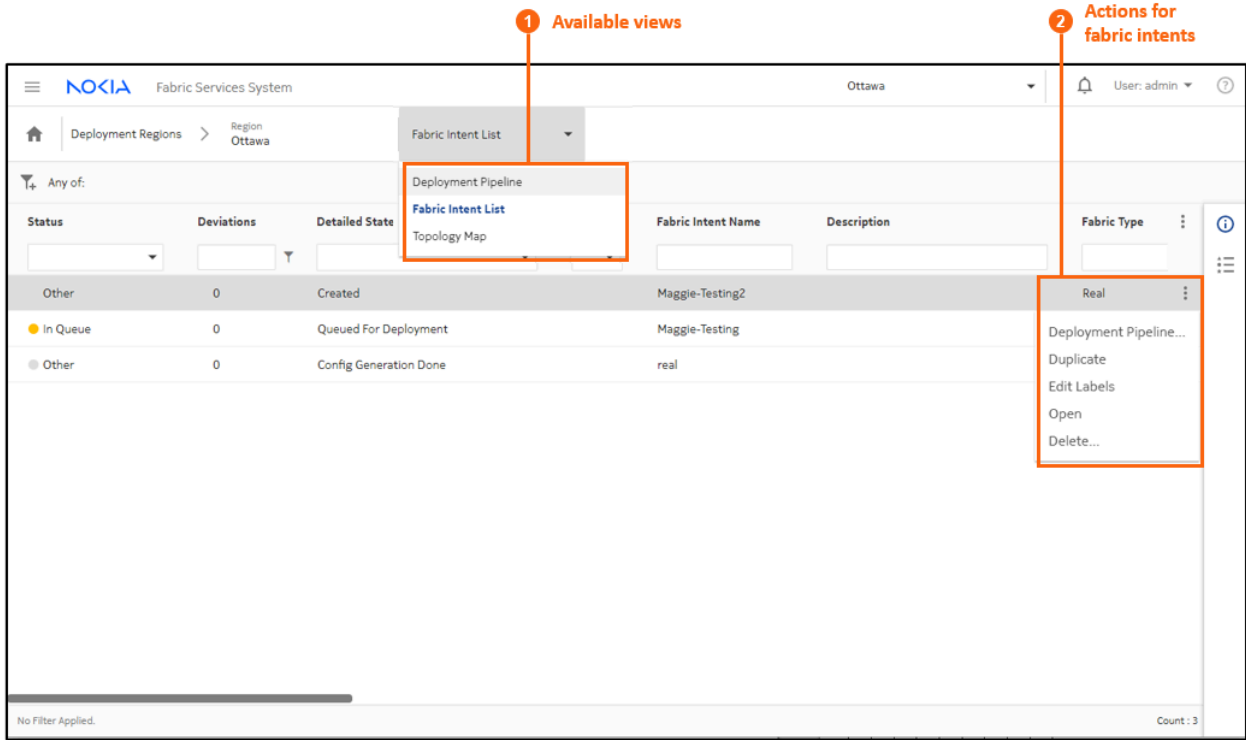 1 Available views
2 Actions for
fabric intents
NOKIA Fabric Services System Ottawa User: admin ?
Deployment Regions > Region
Ottawa
Fabric Intent List
Any of:
Deployment Pipeline
Fabric Intent List
Topology Map
Status Deviations Detailed State Fabric Intent Name Description Fabric Type
Other 0 Created Maggie-Testing2 Real
In Queue 0 Queued For Deployment Maggie-Testing
Other 0 Config Generation Done real
Deployment Pipeline...
Duplicate
Edit Labels
Open
Delete...
No Filter Applied. Count : 3